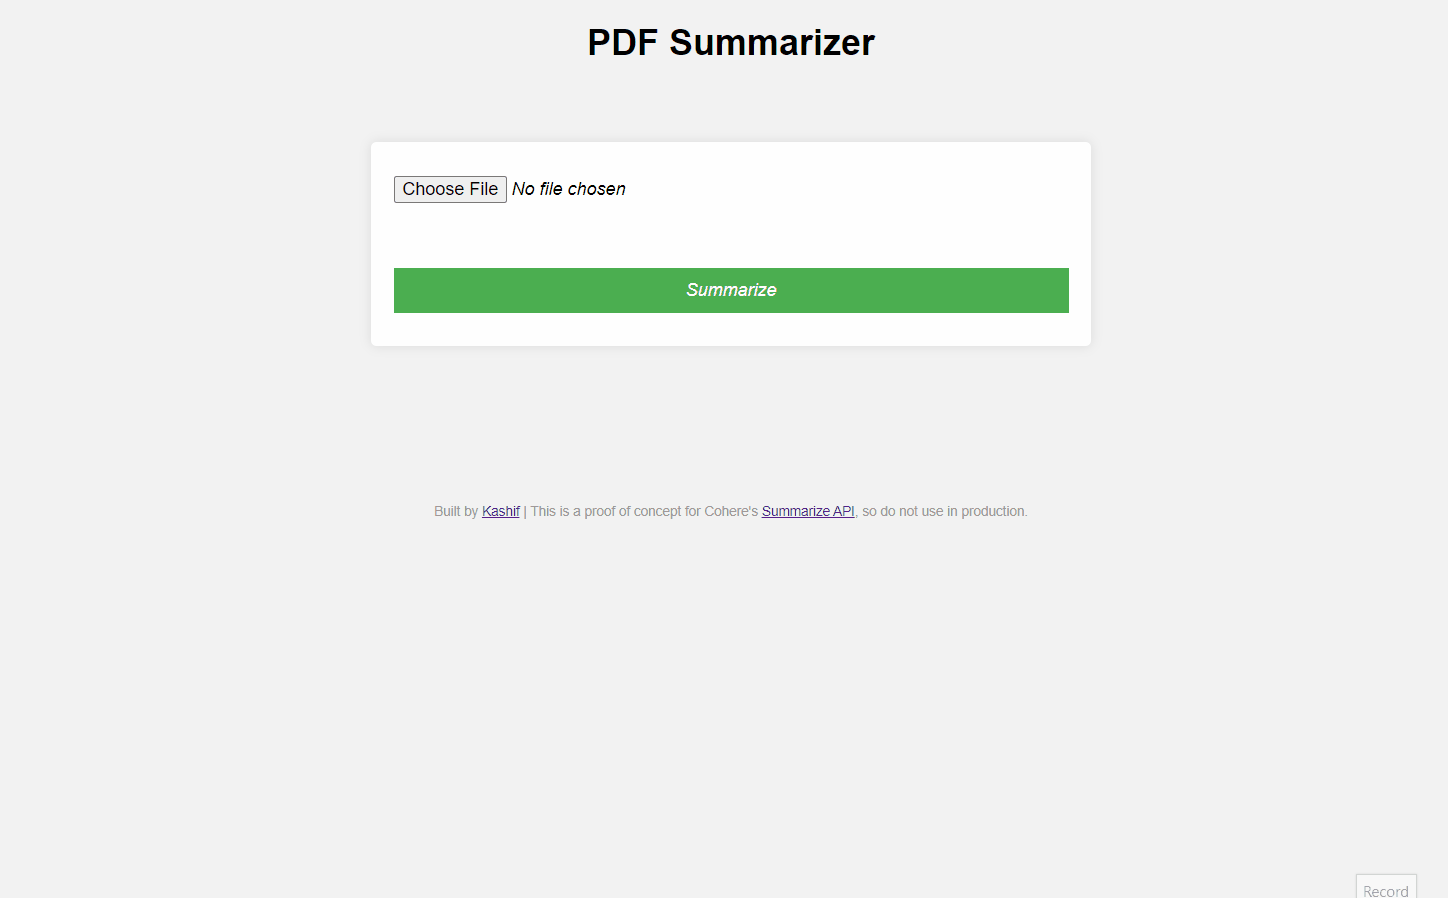 PDF Summarizer
Choose File No file chosen
Summarize
Built by Kashif | This is a proof of concept for Cohere's Summarize API, so do not use in production.
Record